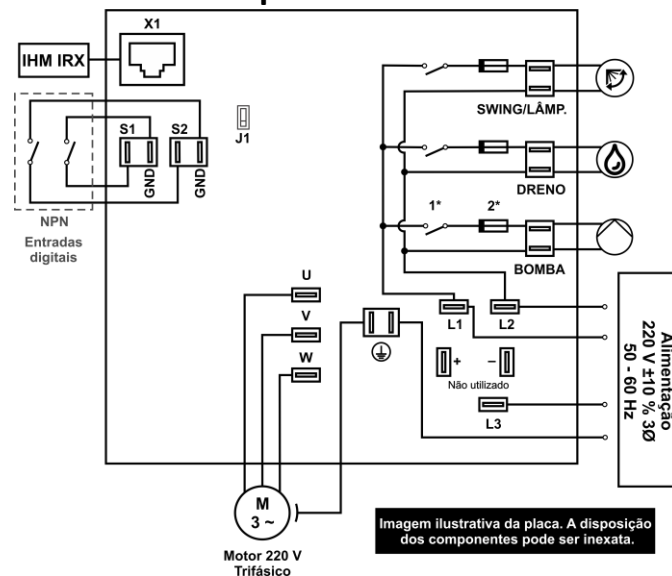 X1
IHM IRX
S1
S2
GND
GND
J1
NPN
Entradas
digitais
SWING/LÂMP.
DRENO
1*
2*
BOMBA
U
V
W
L1
L2
+
–
Não utilizado
L3
Alimentação
220 V ±10 % 3Ø
50 - 60 Hz
M
3 ~
Motor 220 V
Trifásico
Imagem ilustrativa da placa. A disposição
dos componentes pode ser inexata.